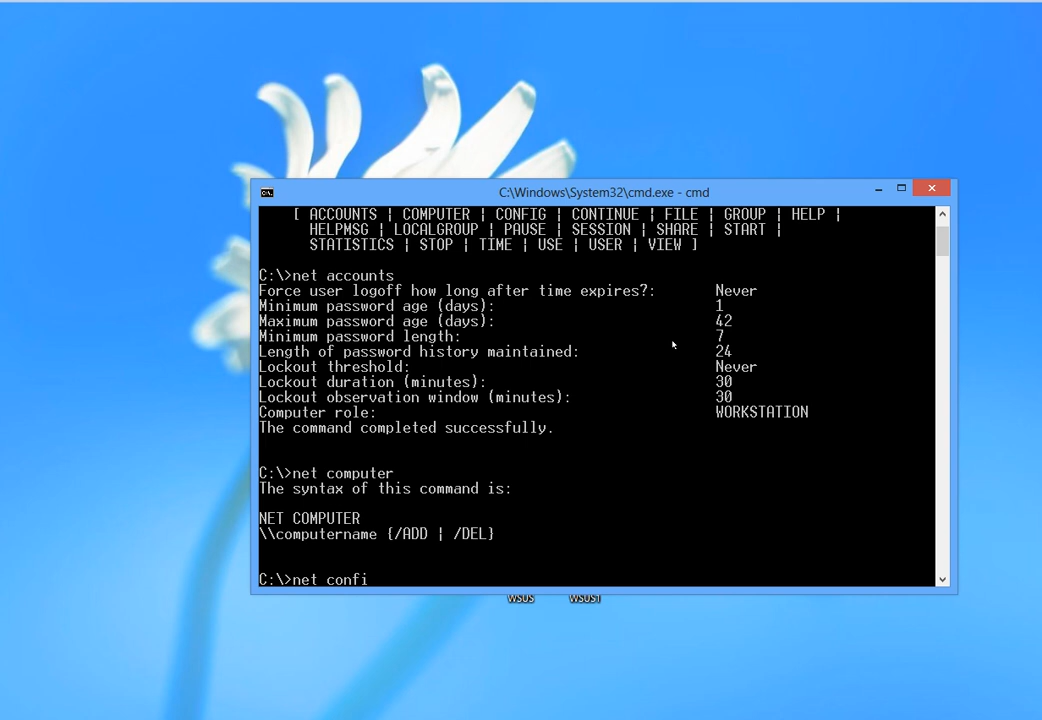 C:\Windows\System32\cmd.exe - cmd
[ ACCOUNTS | COMPUTER | CONFIG | CONTINUE | FILE | GROUP | HELP |
HELPMSG | LOCALGROUP | PAUSE | SESSION | SHARE | START |
STATISTICS | STOP | TIME | USE | USER | VIEW ]
C:\>net accounts
Force user logoff how long after time expires?: Never
Minimum password age (days): 1
Maximum password age (days): 42
Minimum password length: 7
Length of password history maintained: 24
Lockout threshold: Never
Lockout duration (minutes): 30
Lockout observation window (minutes): 30
Computer role: WORKSTATION
The command completed successfully.
C:\>net computer
The syntax of this command is:
NET COMPUTER
\\computername {/ADD | /DEL}
C:\>net confi
WSUS WSUS1